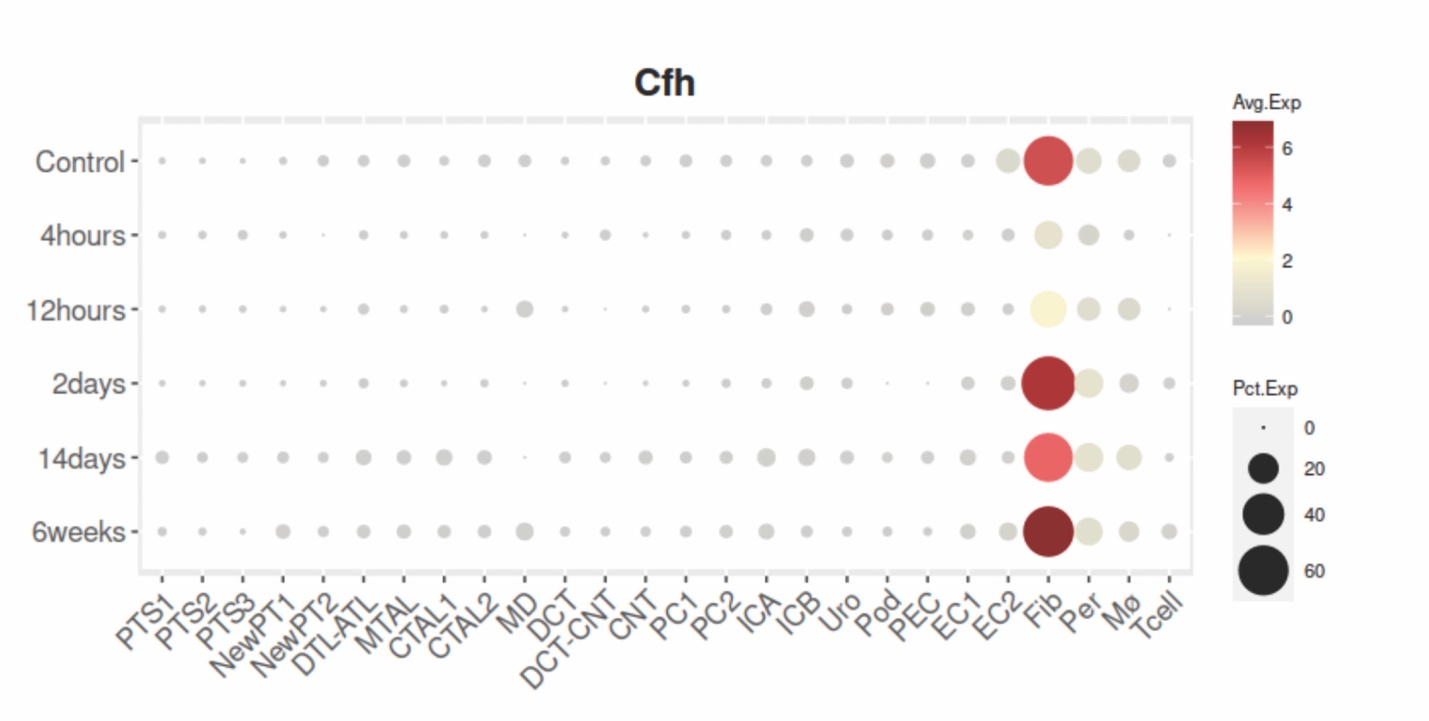 Cfh
Control
4hours
12hours
2days
14days
6weeks
PTS1
PTS2
PTS3
NewPT1
NewPT2
DTL-ATL
MTAL
CTAL1
CTAL2
MD
DCT
DCT-CNT
CNT
PC1
PC2
ICA
ICB
Uro
Pod
PEC
EC1
EC2
Fib
Per
Mø
Tcell
Avg.Exp
6
4
2
0
Pct.Exp
0
20
40
60